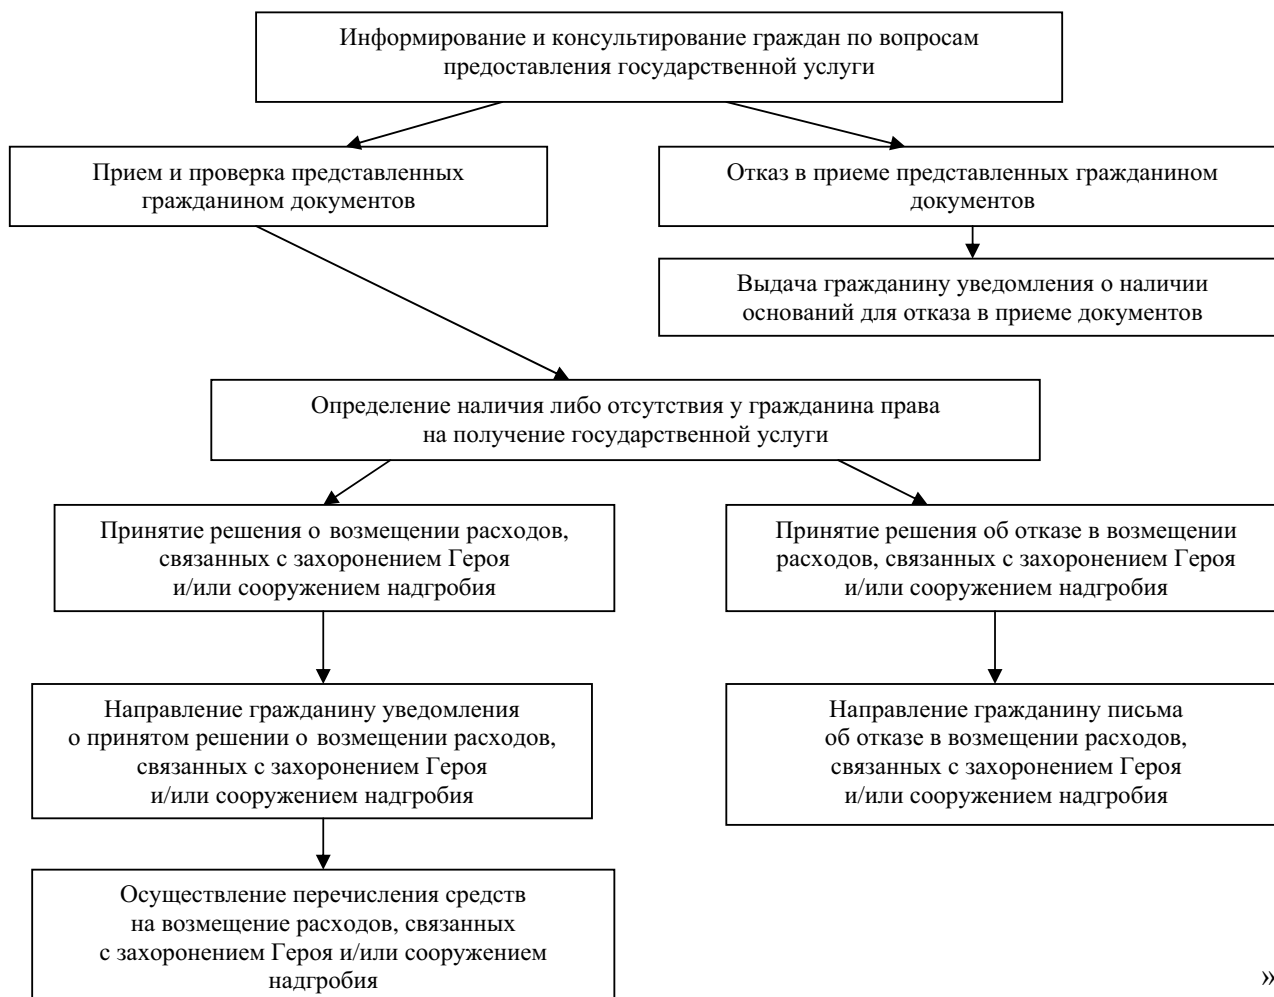 Информирование и консультирование граждан по вопросам
предоставления государственной услуги
Прием и проверка представленных
гражданином документов
Отказ в приеме представленных гражданином
документов
Выдача гражданину уведомления о наличии
оснований для отказа в приеме документов
Определение наличия либо отсутствия у гражданина права
на получение государственной услуги
Принятие решения о возмещении расходов,
связанных с захоронением Героя
и/или сооружением надгробия
Принятие решения об отказе в возмещении
расходов, связанных с захоронением Героя
и/или сооружением надгробия
Направление гражданину уведомления
о принятом решении о возмещении расходов,
связанных с захоронением Героя
и/или сооружением надгробия
Направление гражданину письма
об отказе в возмещении расходов,
связанных с захоронением Героя
и/или сооружением надгробия
Осуществление перечисления средств
на возмещение расходов, связанных
с захоронением Героя и/или сооружением
надгробия
»